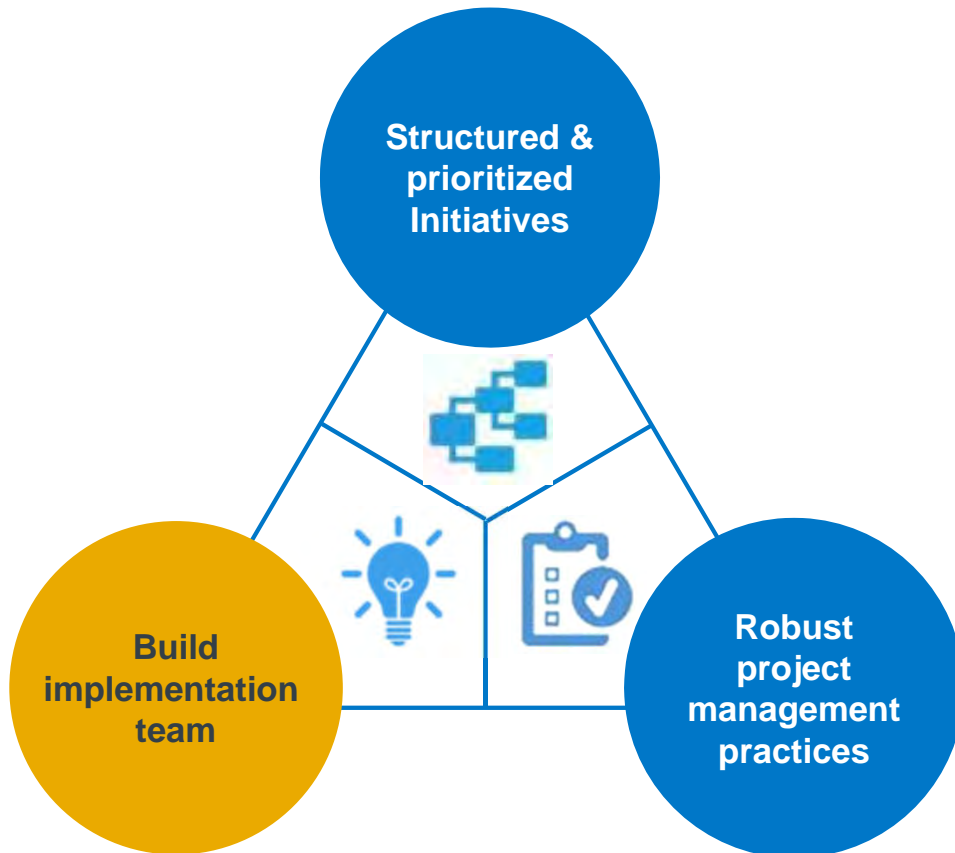 Structured &
prioritized
Initiatives
Build
implementation
team
Robust
project
management
practices